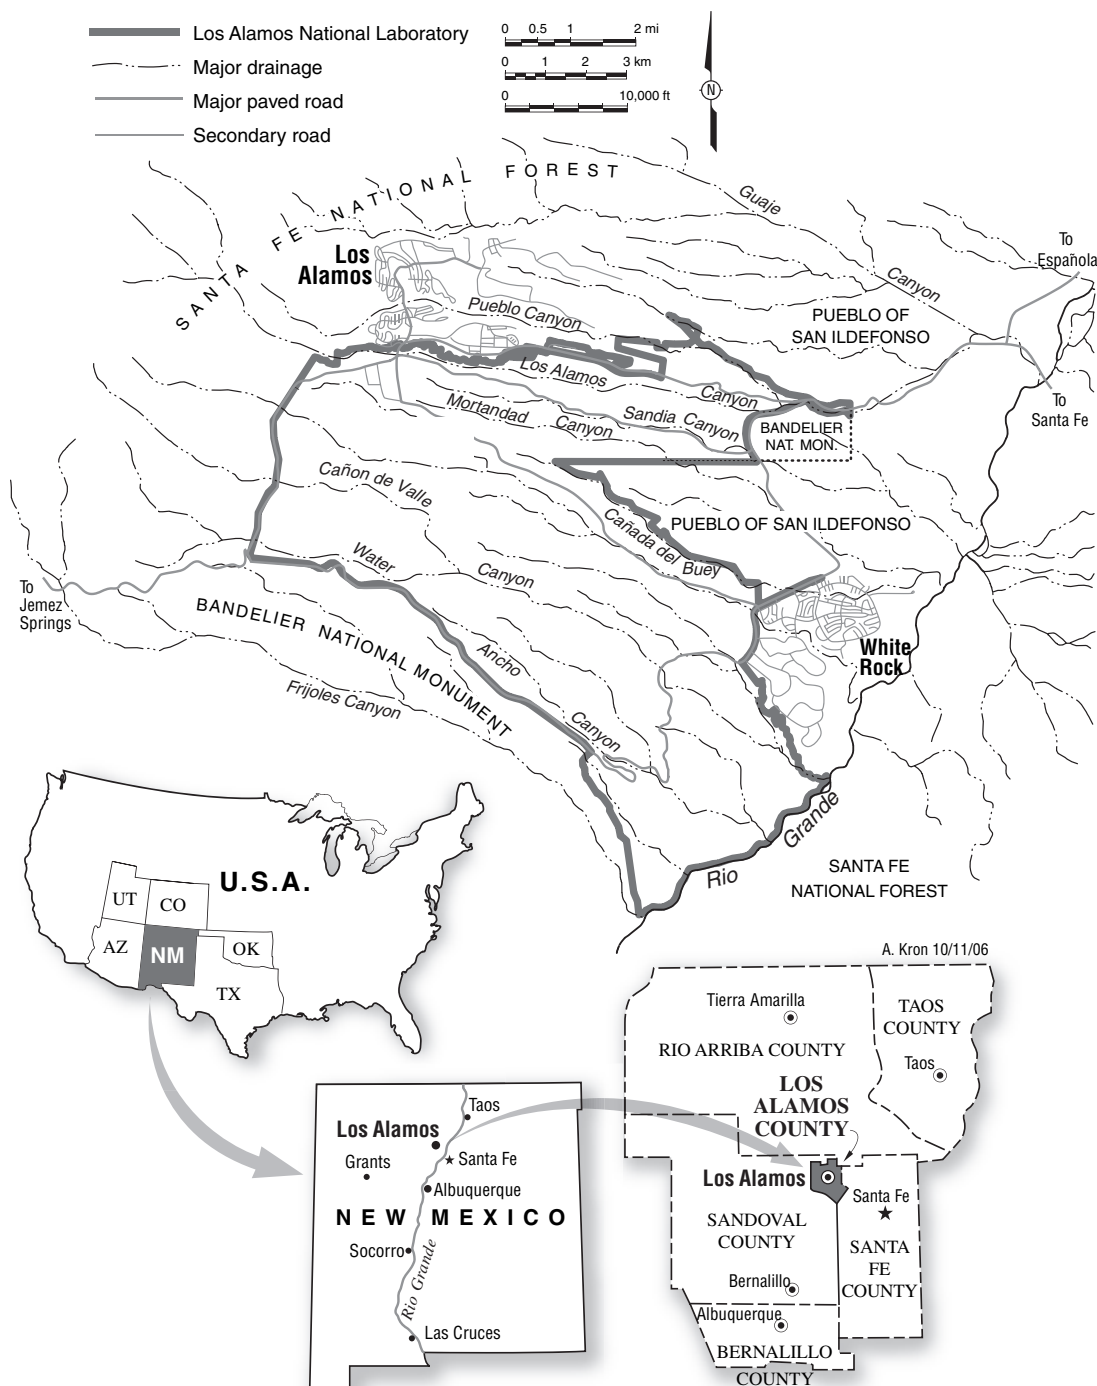 Los Alamos National Laboratory
Major drainage
Major paved road
Secondary road
0 0.5 1 2 mi
0 1 2 3 km
0 10,000 ft
N
SANTA FE NATIONAL FOREST
Guaje
Canyon
To
Española
Los
Alamos
Pueblo Canyon
PUEBLO OF
SAN ILDEFONSO
Los Alamos
Canyon
To
Santa Fe
Mortandad
Canyon
Sandia Canyon
BANDELIER
NAT. MON.
Cañon de Valle
Cañada del Buey
PUEBLO OF SAN ILDEFONSO
Water
Canyon
To
Jemez
Springs
BANDELIER NATIONAL MONUMENT
Ancho
Canyon
Frijoles Canyon
White
Rock
Rio Grande
SANTA FE
NATIONAL FOREST
A. Kron 10/11/06
U.S.A.
UT
CO
AZ
NM
OK
TX
Taos
Los Alamos
Grants
Santa Fe
Albuquerque
NEW MEXICO
Socorro
Rio Grande
Las Cruces
Tierra Amarilla
RIO ARRIBA COUNTY
TAOS
COUNTY
Taos
LOS
ALAMOS
COUNTY
Los Alamos
Santa Fe
SANDOVAL
COUNTY
SANTA
FE
COUNTY
Bernalillo
Albuquerque
BERNALILLO
COUNTY